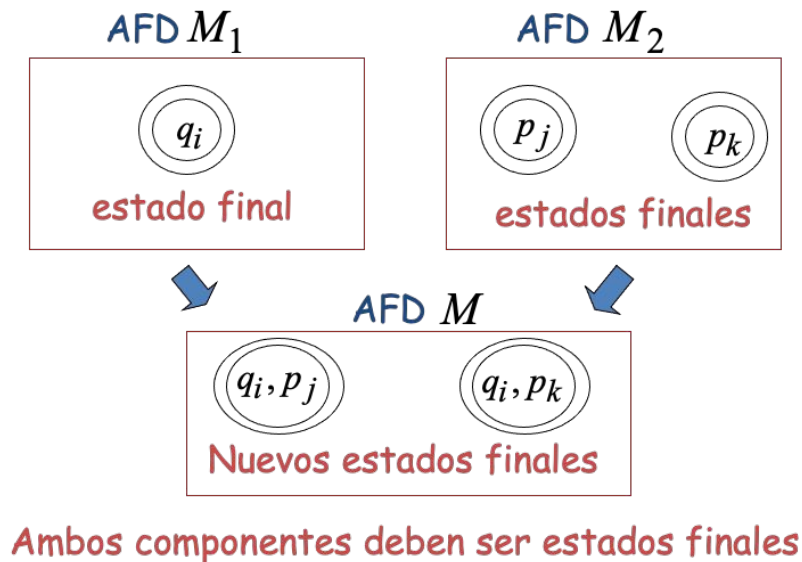 AFD M₁ AFD M₂
qᵢ pⱼ pₖ
estado final estados finales
AFD M
qᵢ, pⱼ qᵢ, pₖ
Nuevos estados finales
Ambos componentes deben ser estados finales